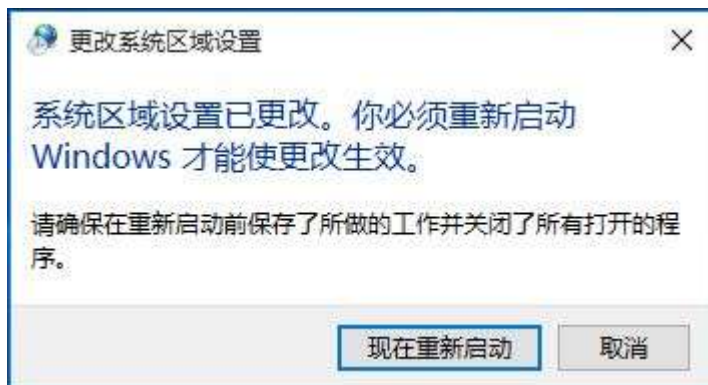 更改系统区域设置
系统区域设置已更改。你必须重新启动
Windows 才能使更改生效。
请确保在重新启动前保存了所做的工作并关闭了所有打开的程
序。
现在重新启动
取消